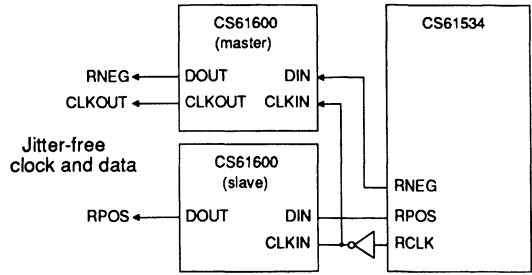 CS61600
(master)
CS61534
RNEG
DOUT
DIN
CLKOUT
CLKOUT
CLKIN
Jitter-free
clock and data
CS61600
(slave)
RNEG
RPOS
DOUT
DIN
RPOS
CLKIN
RCLK